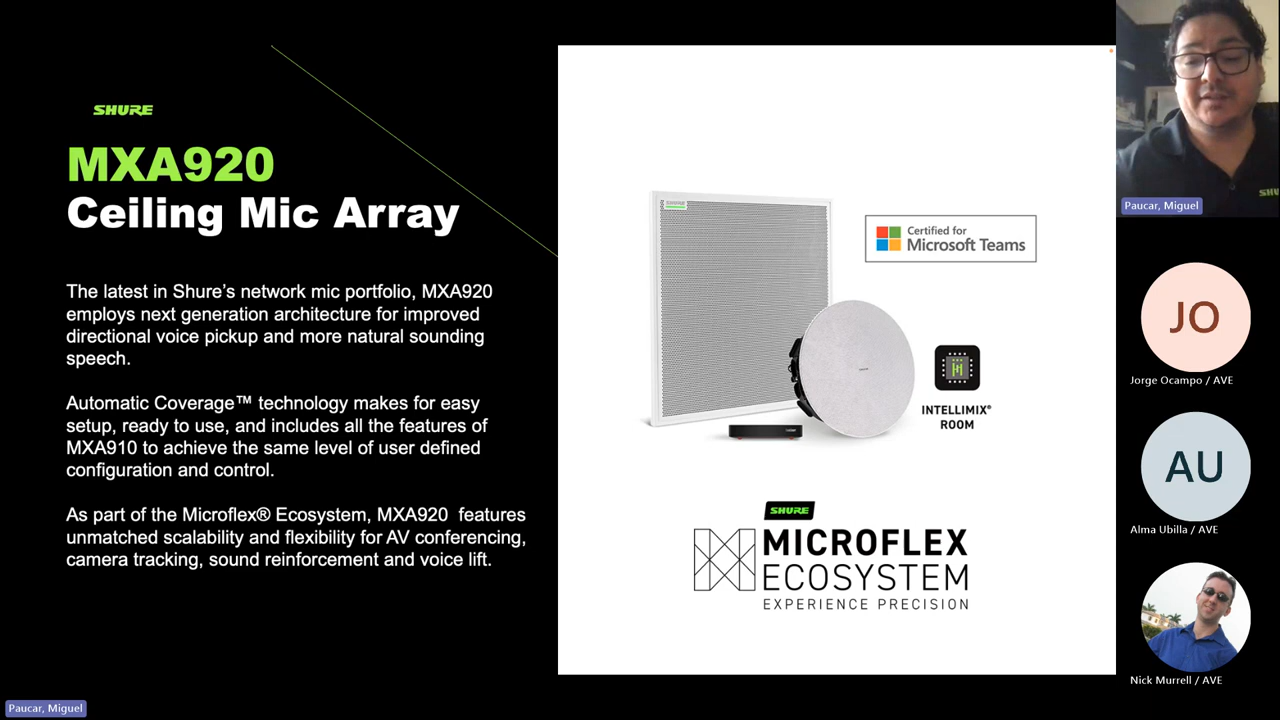 SHURE
MXA920
Ceiling Mic Array
The latest in Shure’s network mic portfolio, MXA920
employs next generation architecture for improved
directional voice pickup and more natural sounding
speech.
Automatic Coverage™ technology makes for easy
setup, ready to use, and includes all the features of
MXA910 to achieve the same level of user defined
configuration and control.
As part of the Microflex® Ecosystem, MXA920 features
unmatched scalability and flexibility for AV conferencing,
camera tracking, sound reinforcement and voice lift.
SHURE
Certified for
Microsoft Teams
INTELLIMIX®
ROOM
SHURE
MICROFLEX
ECOSYSTEM
EXPERIENCE PRECISION
Paucar, Miguel
JO
Jorge Ocampo / AVE
AU
Alma Ubilla / AVE
Nick Murrell / AVE
Paucar, Miguel